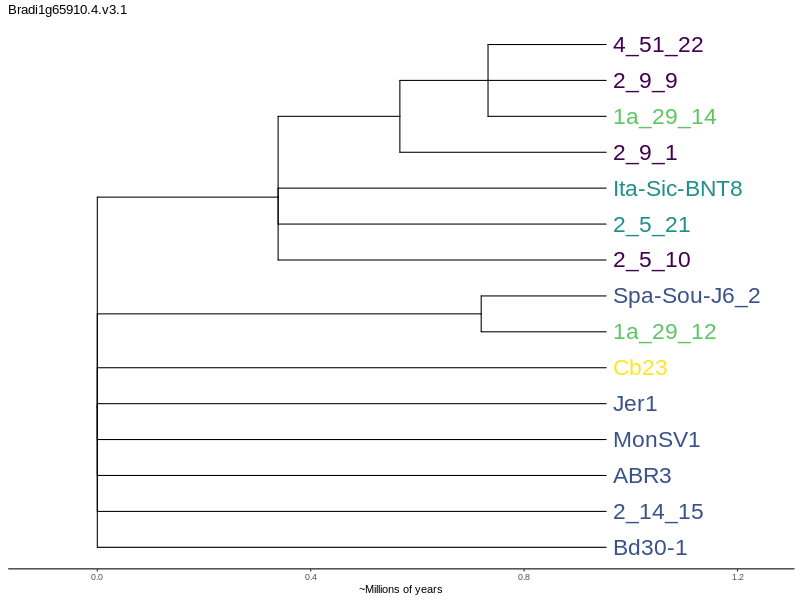 Bradi1g65910.4.v3.1
4_51_22
2_9_9
1a_29_14
2_9_1
Ita-Sic-BNT8
2_5_21
2_5_10
Spa-Sou-J6_2
1a_29_12
Cb23
Jer1
MonSV1
ABR3
2_14_15
Bd30-1
0.0 0.4 0.8 1.2
~Millions of years